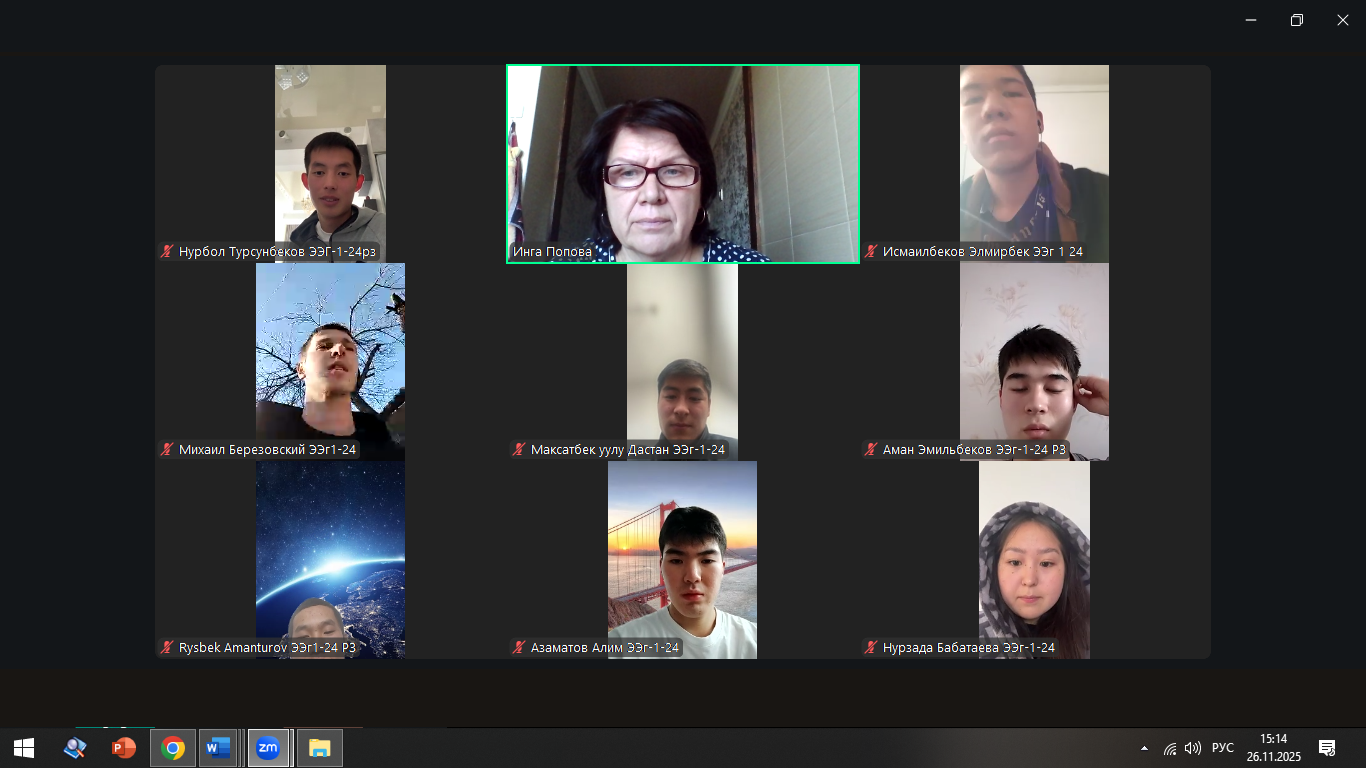 Нурбол Турсунбеков ЭЭГ-1-24рз
Инга Попова
Исмаилбеков Элмирбек ЭЭг 1 24
Михаил Березовский ЭЭг1-24
Максатбек уулу Дастан ЭЭг-1-24
Аман Эмильбеков ЭЭг-1-24 РЗ
Rysbek Amanturov ЭЭг1-24 РЗ
Азаматов Алим ЭЭг-1-24
Нурзада Бабатаева ЭЭг-1-24
P
W
zm
РУС
15:14
26.11.2025